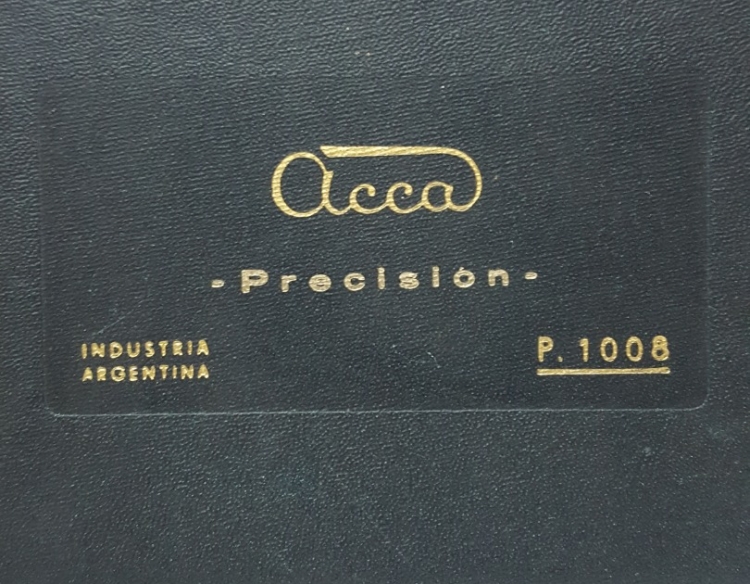 acca
-Precisión-
INDUSTRIA
ARGENTINA
P. 1008